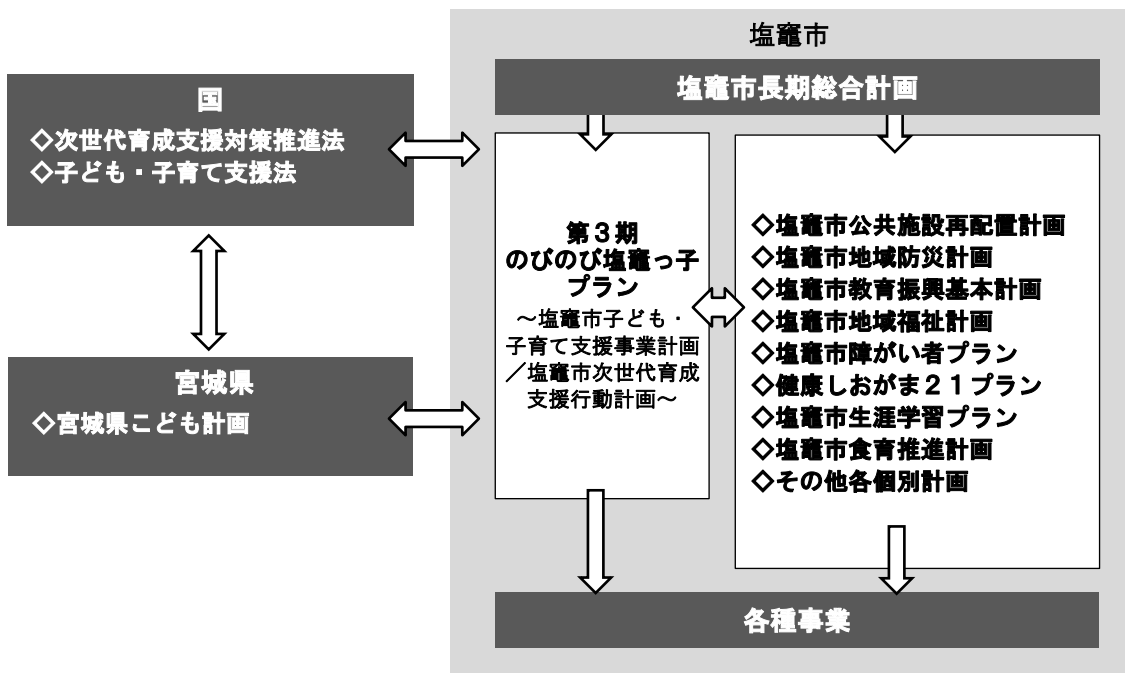 塩竈市
塩竈市長期総合計画
国
◇次世代育成支援対策推進法
◇子ども・子育て支援法
宮城県
◇宮城県こども計画
第3期
のびのび塩竈っ子
プラン
～塩竈市子ども・
子育て支援事業計画
／塩竈市次世代育成
支援行動計画～
◇塩竈市公共施設再配置計画
◇塩竈市地域防災計画
◇塩竈市教育振興基本計画
◇塩竈市地域福祉計画
◇塩竈市障がい者プラン
◇健康しおがま２１プラン
◇塩竈市生涯学習プラン
◇塩竈市食育推進計画
◇その他各個別計画
各種事業